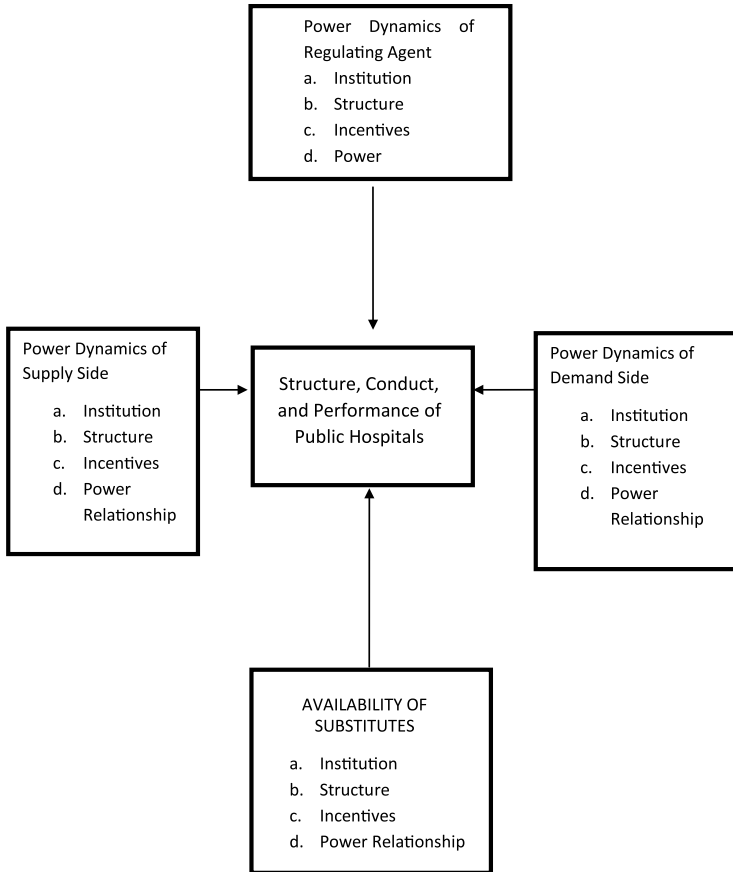 Power Dynamics of
Regulating Agent
a. Institution
b. Structure
c. Incentives
d. Power
Power Dynamics of
Supply Side
a. Institution
b. Structure
c. Incentives
d. Power
Relationship
Structure, Conduct,
and Performance of
Public Hospitals
Power Dynamics of
Demand Side
a. Institution
b. Structure
c. Incentives
d. Power
Relationship
AVAILABILITY OF
SUBSTITUTES
a. Institution
b. Structure
c. Incentives
d. Power Relationship